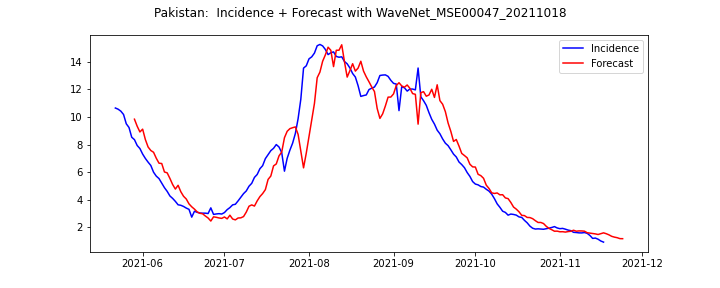 Pakistan:  Incidence + Forecast with WaveNet_MSE00047_20211018
Incidence
Forecast
14
12
10
8
6
4
2
2021-06 2021-07 2021-08 2021-09 2021-10 2021-11 2021-12